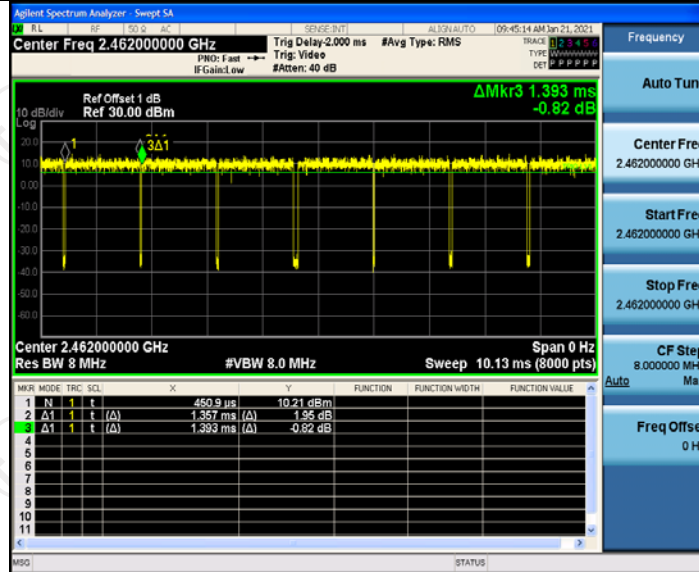 Agilent Spectrum Analyzer - Swept SA
RL RF 50 Ω AC SENSE:INT ALIGNAUTO 09:45:14 AM Jan 21, 2021
Center Freq 2.462000000 GHz
PNO: Fast
IFGain:Low
Trig Delay-2.000 ms
Trig: Video
#Atten: 40 dB
#Avg Type: RMS
TRACE 1 2 3 4 5 6
TYPE
DET P P P P P P
Ref Offset 1 dB
10 dB/div Ref 30.00 dBm
Log
ΔMkr3 1.393 ms
-0.82 dB
20.0
10.0
0.00
-10.0
-20.0
-30.0
-40.0
-50.0
-60.0
1
3Δ1
Center 2.462000000 GHz Span 0 Hz
Res BW 8 MHz #VBW 8.0 MHz Sweep 10.13 ms (8000 pts)
MKR MODE TRC SCL X Y FUNCTION FUNCTION WIDTH FUNCTION VALUE
1 N 1 t 450.9 µs 10.21 dBm
2 Δ1 1 t (Δ) 1.357 ms (Δ) 1.95 dB
3 Δ1 1 t (Δ) 1.393 ms (Δ) -0.82 dB
4
5
6
7
8
9
10
11
MSG STATUS
Frequency
Auto Tun
Center Fre
2.462000000 GH
Start Fre
2.462000000 GH
Stop Fre
2.462000000 GH
CF Ste
8.000000 MH
Auto Ma
Freq Offse
0 H